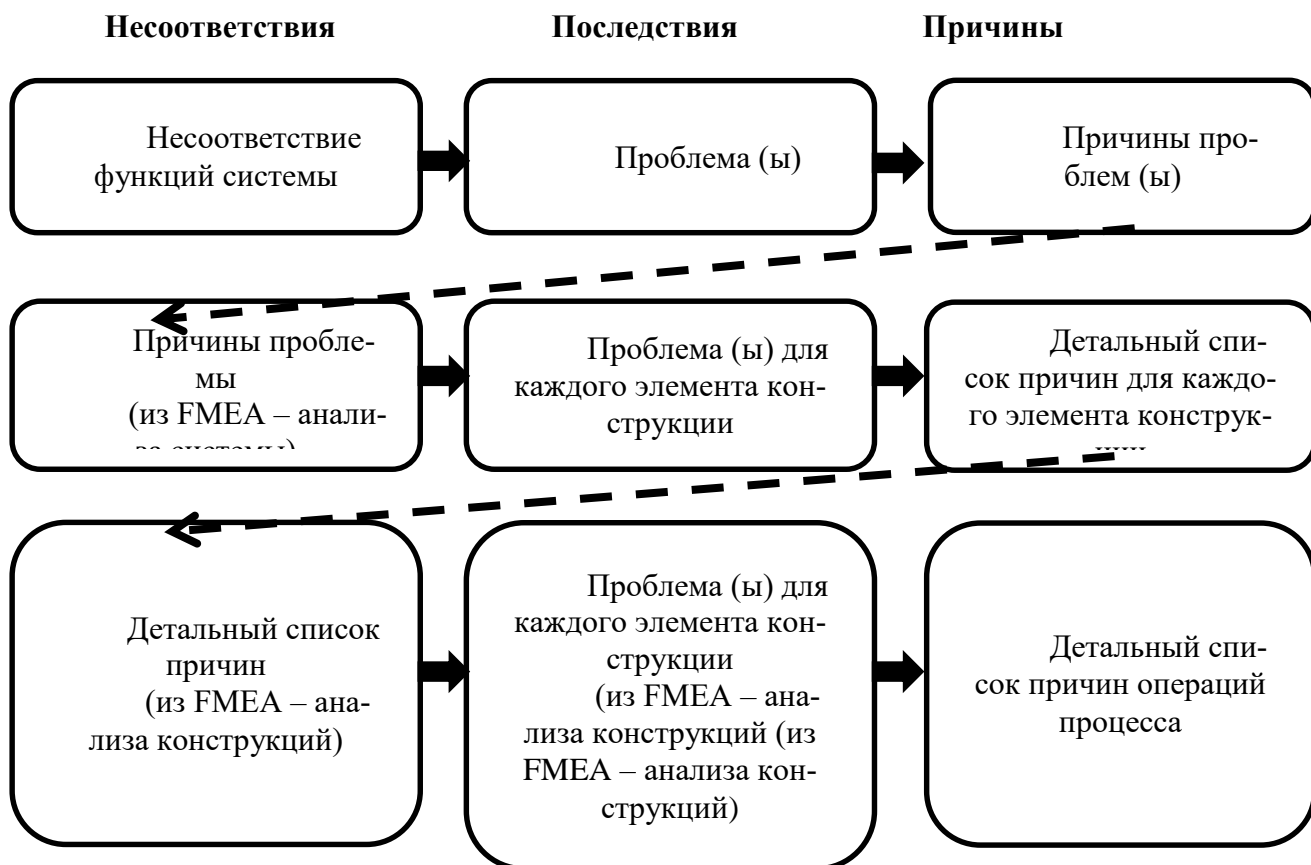 Несоответствия Последствия Причины
Несоответствие
функций системы
Проблема (ы)
Причины про-
блем (ы)
Причины пробле-
мы
(из FMEA – анали-
Проблема (ы) для
каждого элемента кон-
струкции
Детальный спи-
сок причин для каждо-
го элемента конструк-
Детальный список
причин
(из FMEA – ана-
лиза конструкций)
Проблема (ы) для
каждого элемента кон-
струкции
(из FMEA – ана-
лиза конструкций (из
FMEA – анализа кон-
струкций)
Детальный спи-
сок причин операций
процесса